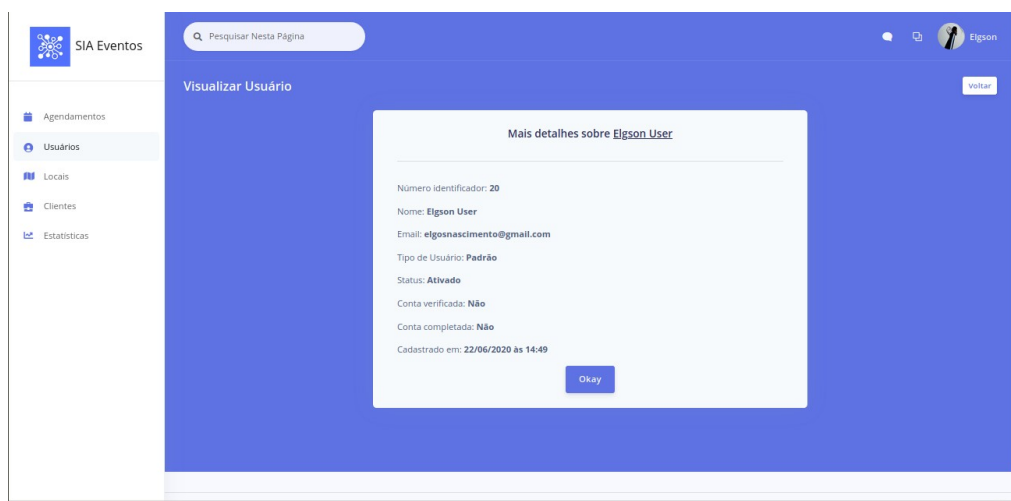 SIA Eventos
Pesquisar Nesta Página
Elgson
Visualizar Usuário
Voltar
Agendamentos
Usuários
Locais
Clientes
Estatísticas
Mais detalhes sobre Elgson User
Número identificador: 20
Nome: Elgson User
Email: elgosnascimento@gmail.com
Tipo de Usuário: Padrão
Status: Ativado
Conta verificada: Não
Conta completada: Não
Cadastrado em: 22/06/2020 às 14:49
Okay